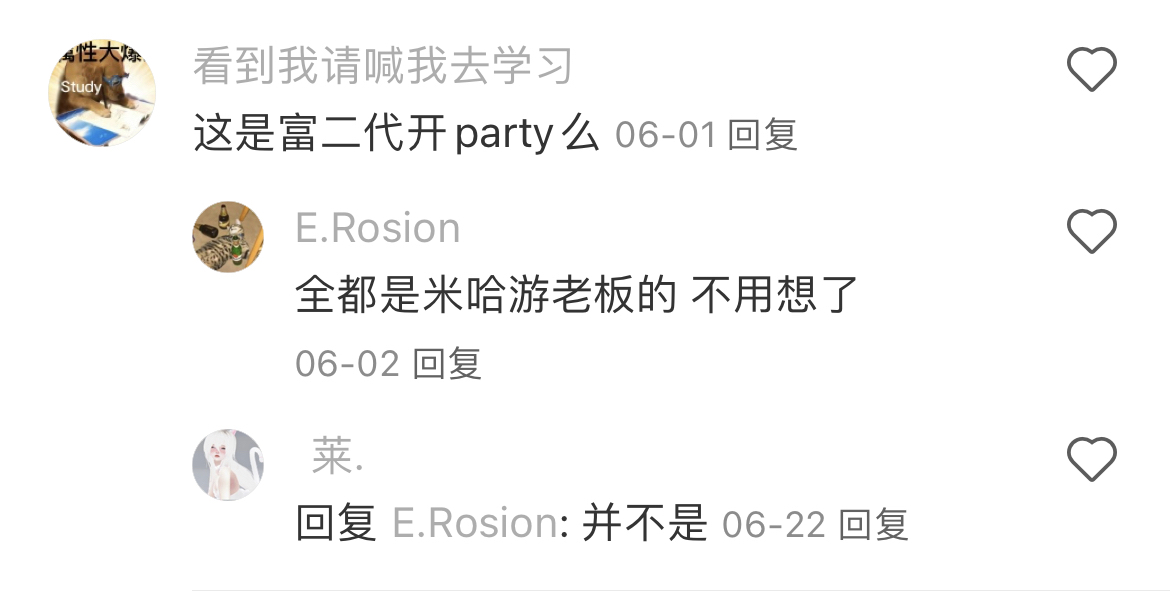 属性大爆
Study
看到我请喊我去学习
这是富二代开party么 06-01 回复
E.Rosion
全都是米哈游老板的 不用想了
06-02 回复
莱.
回复 E.Rosion: 并不是 06-22 回复